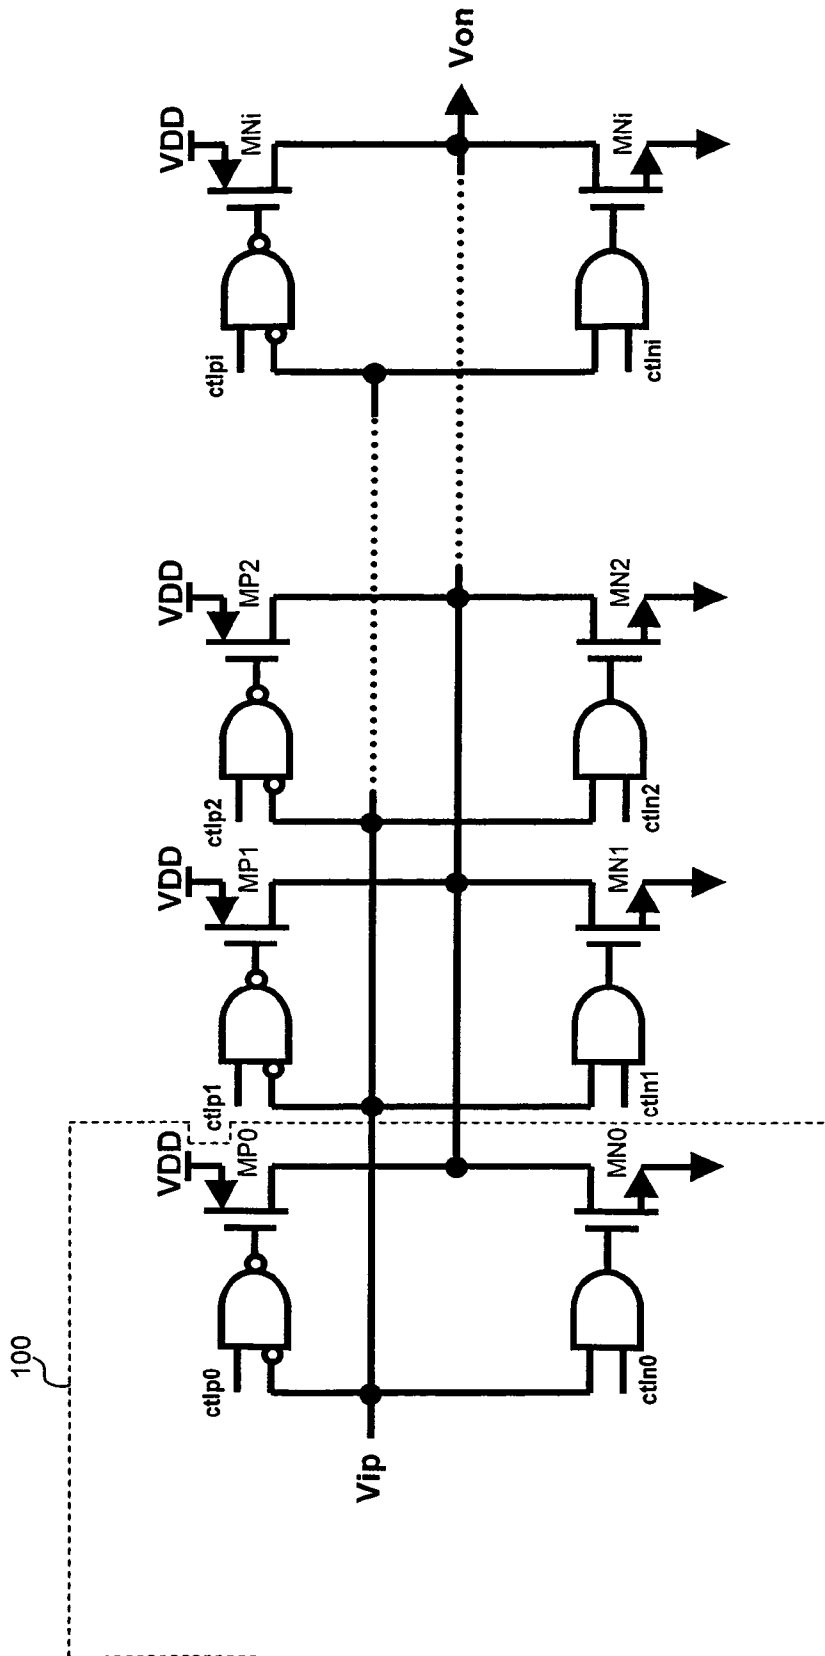 100
VDD
VDD
VDD
VDD
MP0
MP1
MP2
MNi
ctlp0
ctlp1
ctlp2
ctlpi
Vip
Von
MN0
MN1
MN2
MNi
ctln0
ctln1
ctln2
ctlni